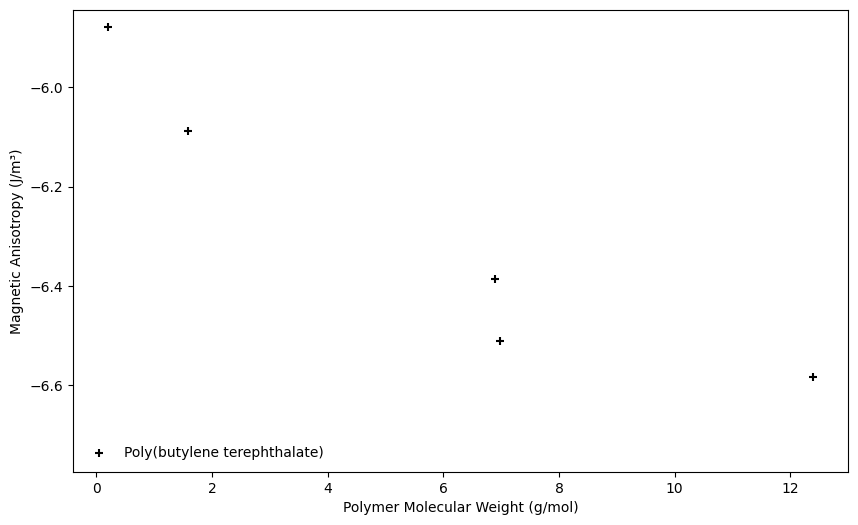 −6.0
−6.2
−6.4
−6.6
Magnetic Anisotropy (J/m³)
Poly(butylene terephthalate)
0 2 4 6 8 10 12
Polymer Molecular Weight (g/mol)